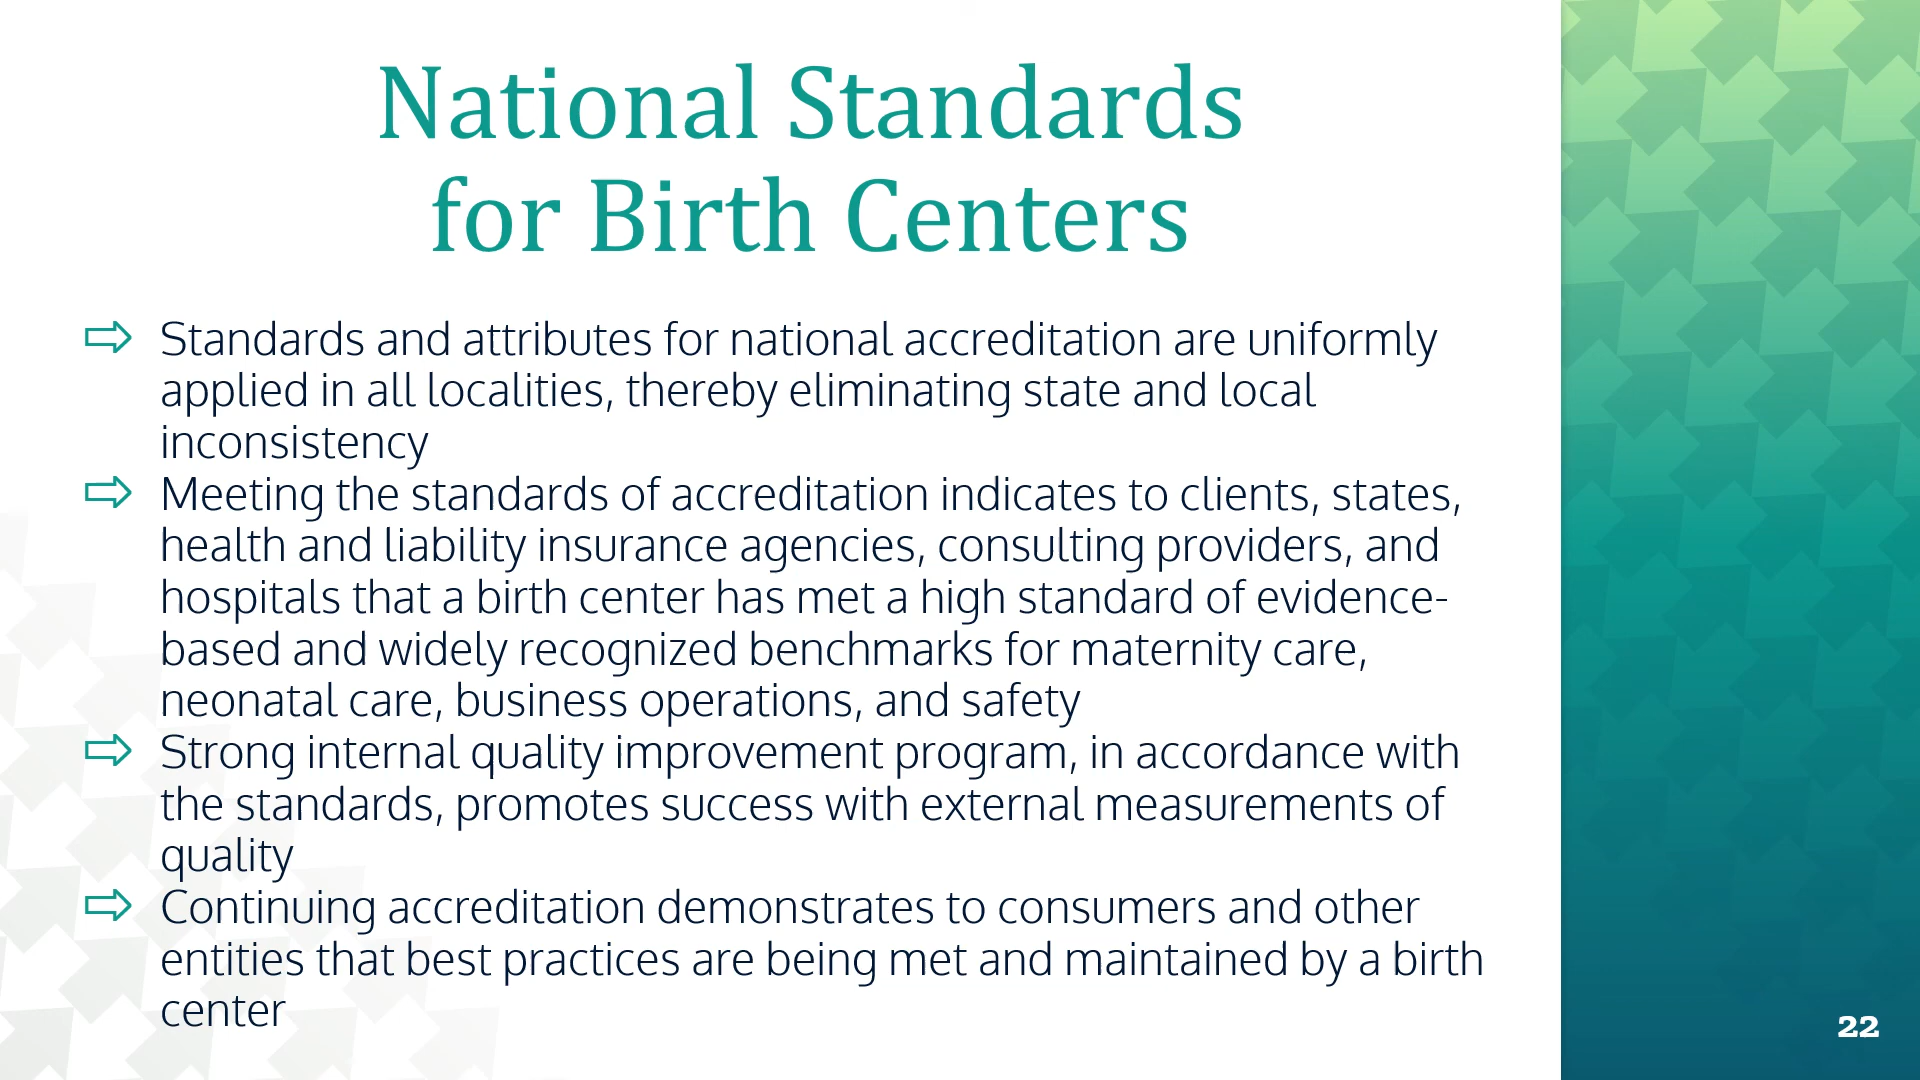 National Standards
for Birth Centers
Standards and attributes for national accreditation are uniformly
applied in all localities, thereby eliminating state and local
inconsistency
Meeting the standards of accreditation indicates to clients, states,
health and liability insurance agencies, consulting providers, and
hospitals that a birth center has met a high standard of evidence-
based and widely recognized benchmarks for maternity care,
neonatal care, business operations, and safety
Strong internal quality improvement program, in accordance with
the standards, promotes success with external measurements of
quality
Continuing accreditation demonstrates to consumers and other
entities that best practices are being met and maintained by a birth
center
22